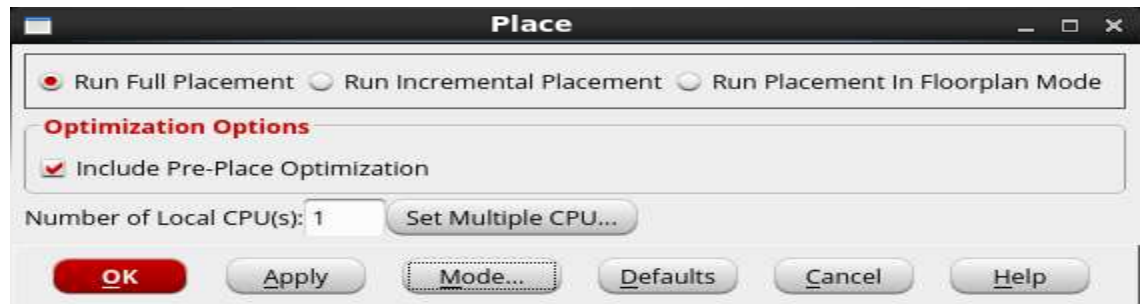 Place
Run Full Placement Run Incremental Placement Run Placement In Floorplan Mode
Optimization Options
Include Pre-Place Optimization
Number of Local CPU(s): 1 Set Multiple CPU...
OK Apply Mode... Defaults Cancel Help